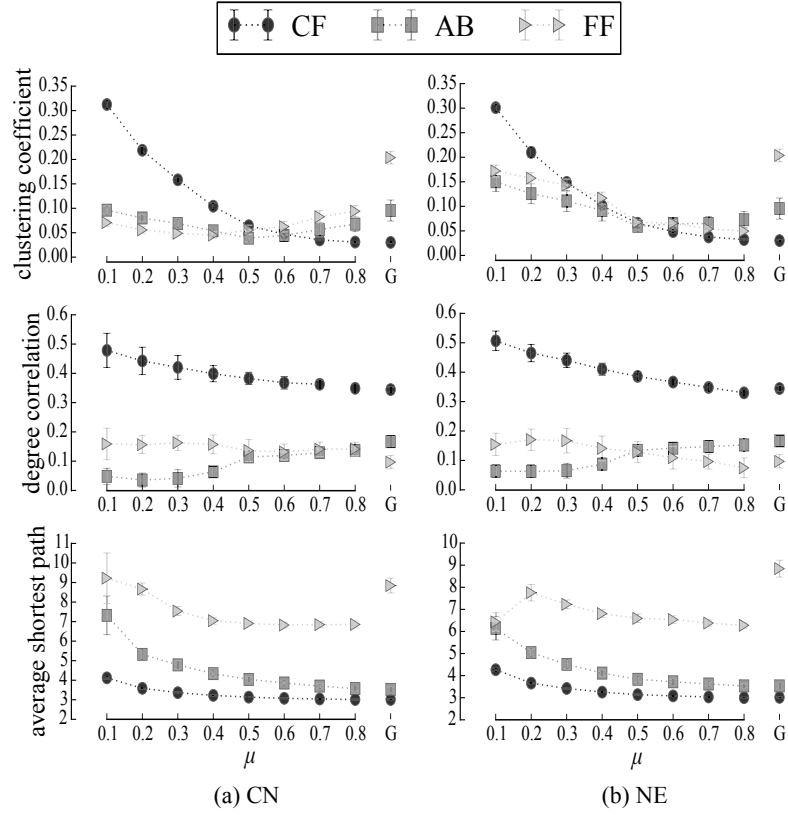 CF AB FF
clustering coefficient
0.35 0.30 0.25 0.20 0.15 0.10 0.05 0.00
0.1 0.2 0.3 0.4 0.5 0.6 0.7 0.8 G
0.35 0.30 0.25 0.20 0.15 0.10 0.05 0.00
0.1 0.2 0.3 0.4 0.5 0.6 0.7 0.8 G
degree correlation
0.6 0.5 0.4 0.3 0.2 0.1 0.0
0.1 0.2 0.3 0.4 0.5 0.6 0.7 0.8 G
0.6 0.5 0.4 0.3 0.2 0.1 0.0
0.1 0.2 0.3 0.4 0.5 0.6 0.7 0.8 G
average shortest path
11 10 9 8 7 6 5 4 3 2
0.1 0.2 0.3 0.4 0.5 0.6 0.7 0.8 G
μ
10 9 8 7 6 5 4 3 2
0.1 0.2 0.3 0.4 0.5 0.6 0.7 0.8 G
μ
(a) CN
(b) NE